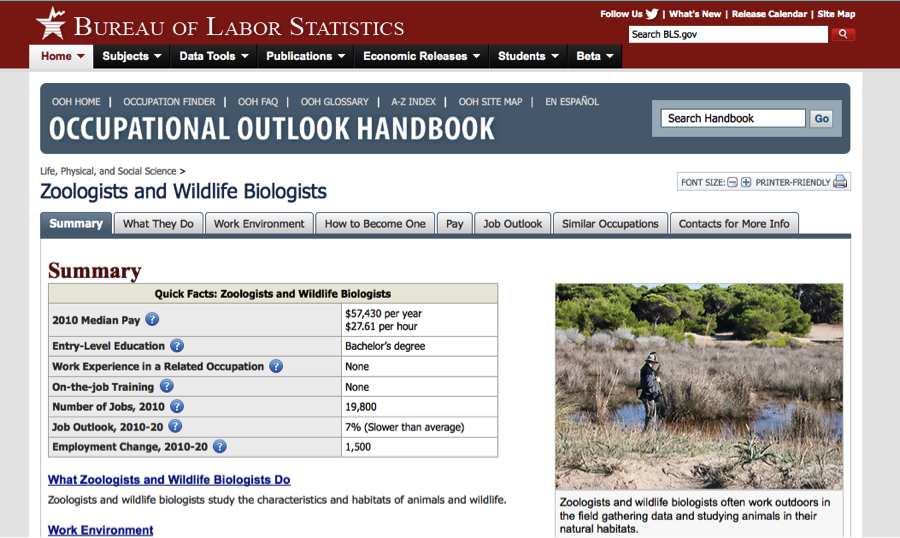 Follow Us | What's New | Release Calendar | Site Map
BUREAU OF LABOR STATISTICS
Search BLS.gov
Home Subjects Data Tools Publications Economic Releases Students Beta
OOH HOME | OCCUPATION FINDER | OOH FAQ | OOH GLOSSARY | A-Z INDEX | OOH SITE MAP | EN ESPAÑOL
OCCUPATIONAL OUTLOOK HANDBOOK
Search Handbook Go
Life, Physical, and Social Science >
Zoologists and Wildlife Biologists
FONT SIZE: PRINTER-FRIENDLY
Summary What They Do Work Environment How to Become One Pay Job Outlook Similar Occupations Contacts for More Info
Summary
Quick Facts: Zoologists and Wildlife Biologists
2010 Median Pay ? $57,430 per year
$27.61 per hour
Entry-Level Education ? Bachelor's degree
Work Experience in a Related Occupation ? None
On-the-job Training ? None
Number of Jobs, 2010 ? 19,800
Job Outlook, 2010-20 ? 7% (Slower than average)
Employment Change, 2010-20 ? 1,500
What Zoologists and Wildlife Biologists Do
Zoologists and wildlife biologists study the characteristics and habitats of animals and wildlife.
Work Environment
Zoologists and wildlife biologists often work outdoors in
the field gathering data and studying animals in their
natural habitats.